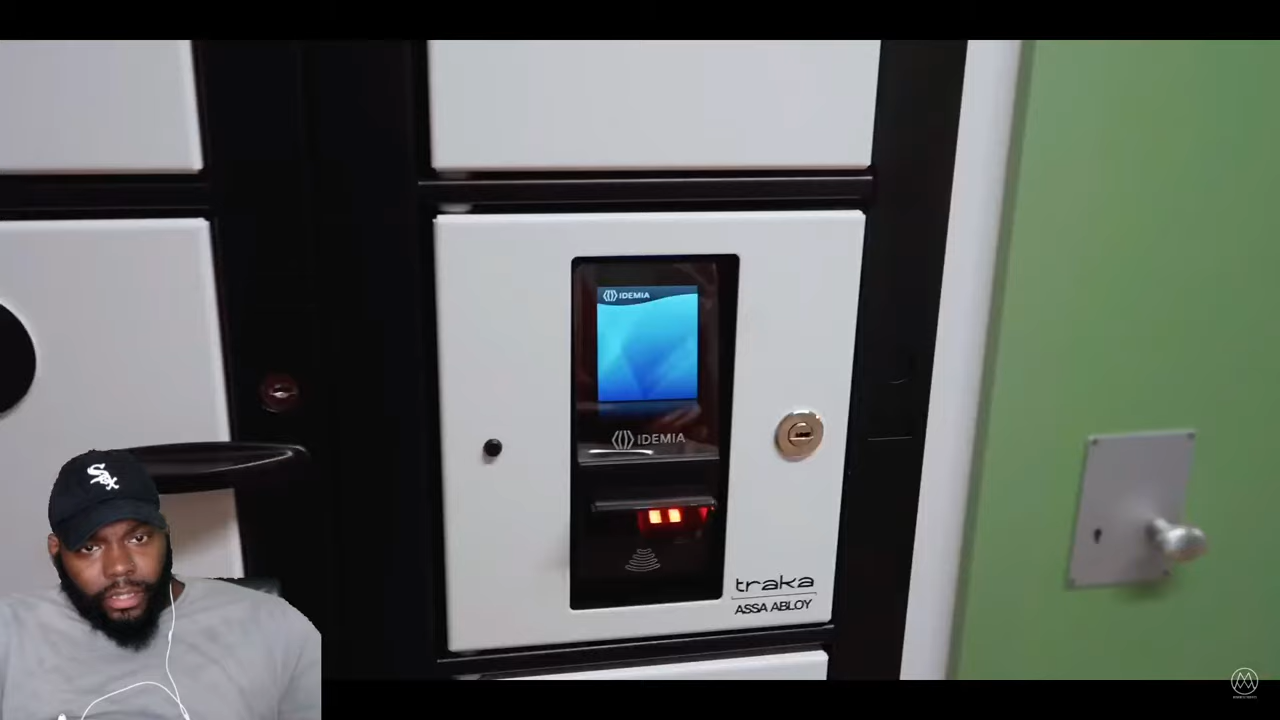 IDEMIA
IDEMIA
traka
ASSA ABLOY
Sox